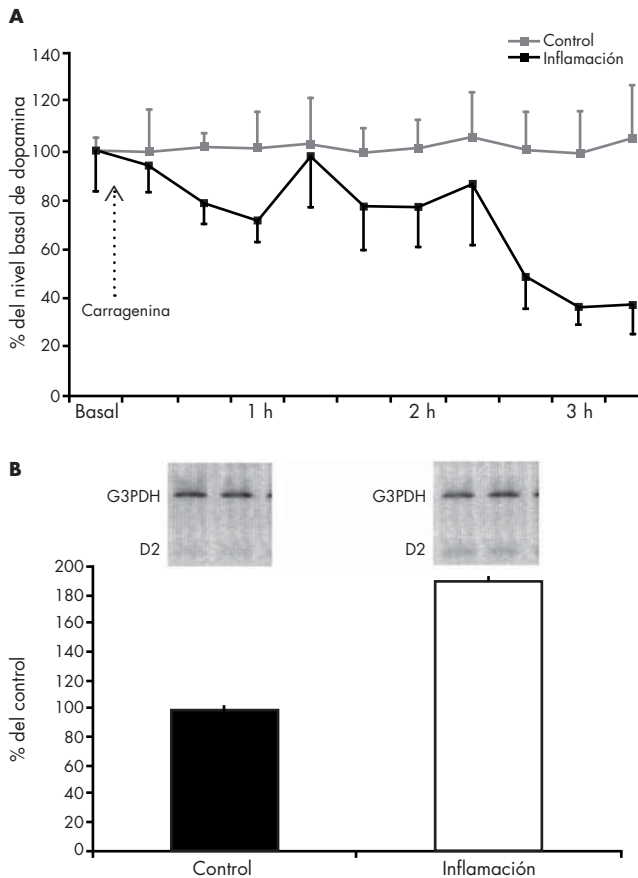 A
Control
Inflamación
140
120
100
80
60
40
20
0
% del nivel basal de dopamina
Carragenina
Basal
1 h
2 h
3 h
B
G3PDH
G3PDH
D2
D2
200
180
160
140
120
100
80
60
40
20
0
% del control
Control
Inflamación